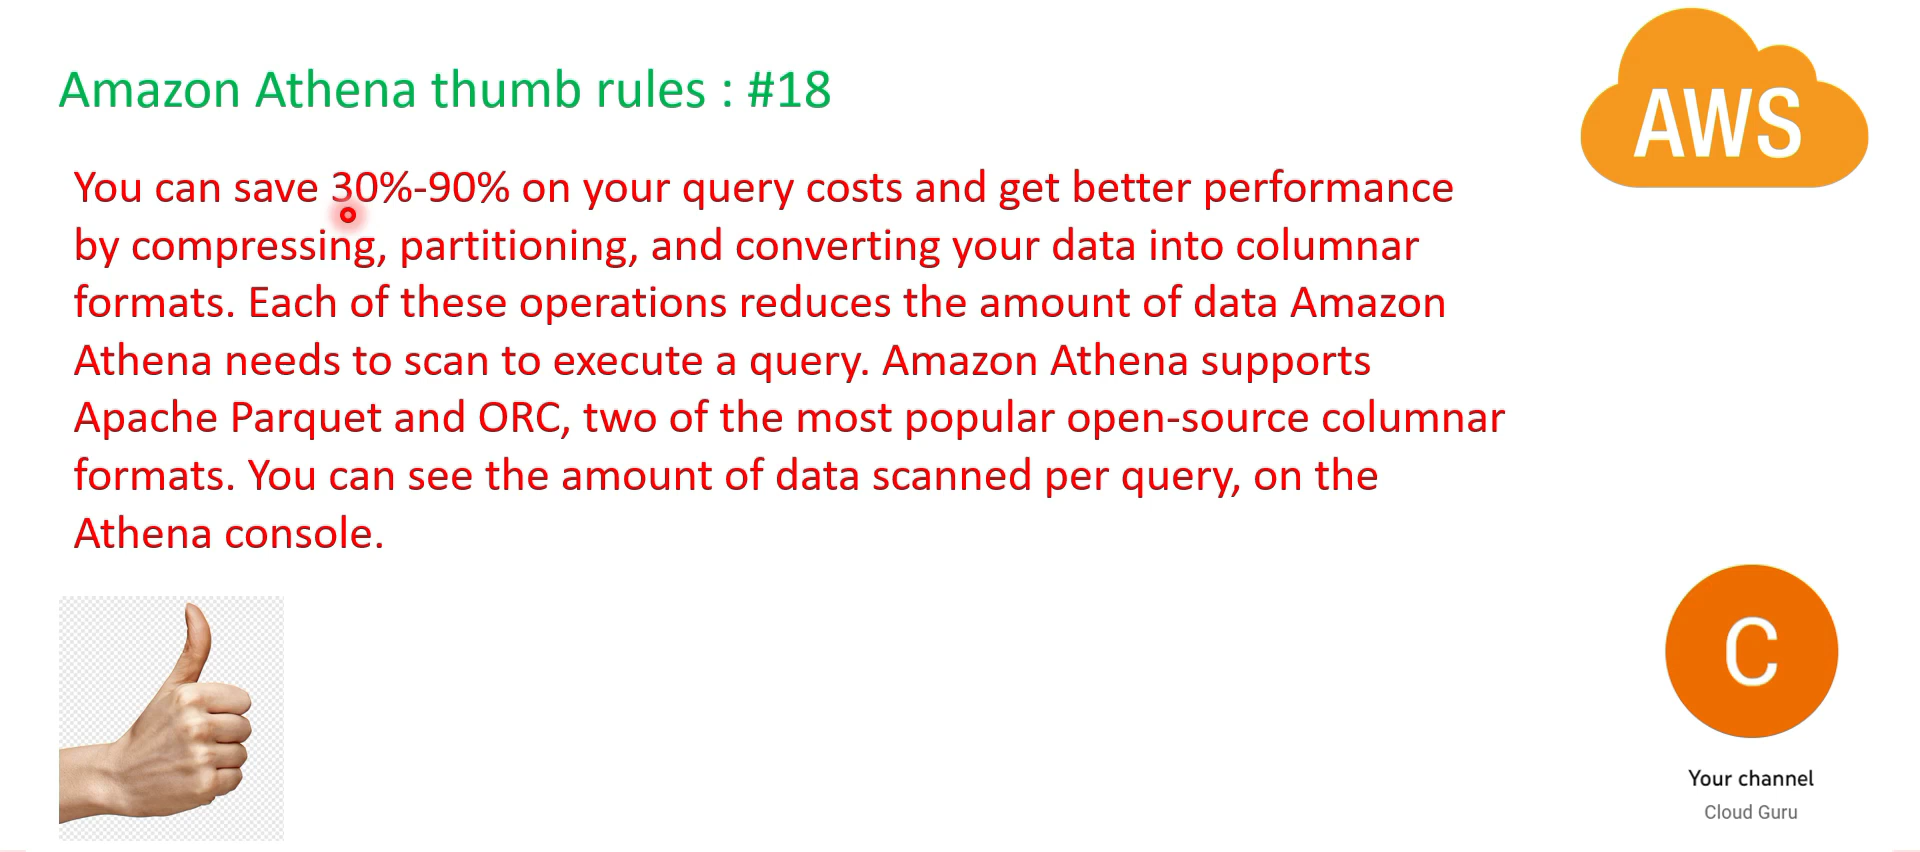 Amazon Athena thumb rules : #18
AWS
You can save 30%-90% on your query costs and get better performance
by compressing, partitioning, and converting your data into columnar
formats. Each of these operations reduces the amount of data Amazon
Athena needs to scan to execute a query. Amazon Athena supports
Apache Parquet and ORC, two of the most popular open-source columnar
formats. You can see the amount of data scanned per query, on the
Athena console.
C
Your channel
Cloud Guru